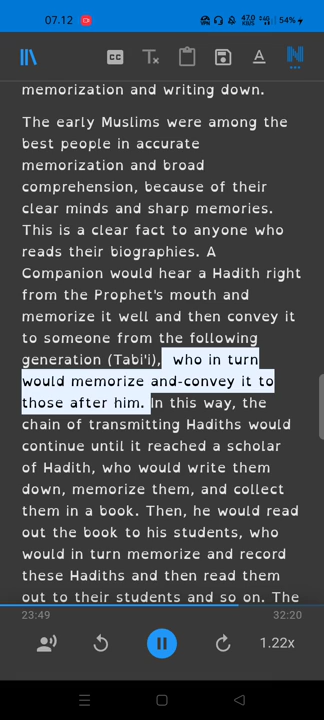 07.12
47.0
KB/S
54%
CC
memorization and writing down.
The early Muslims were among the
best people in accurate
memorization and broad
comprehension, because of their
clear minds and sharp memories.
This is a clear fact to anyone who
reads their biographies. A
Companion would hear a Hadith right
from the Prophet's mouth and
memorize it well and then convey it
to someone from the following
generation (Tabi'i), who in turn
would memorize and-convey it to
those after him. In this way, the
chain of transmitting Hadiths would
continue until it reached a scholar
of Hadith, who would write them
down, memorize them, and collect
them in a book. Then, he would read
out the book to his students, who
would in turn memorize and record
these Hadiths and then read them
out to their students and so on. The
23:49 32:20
1.22x